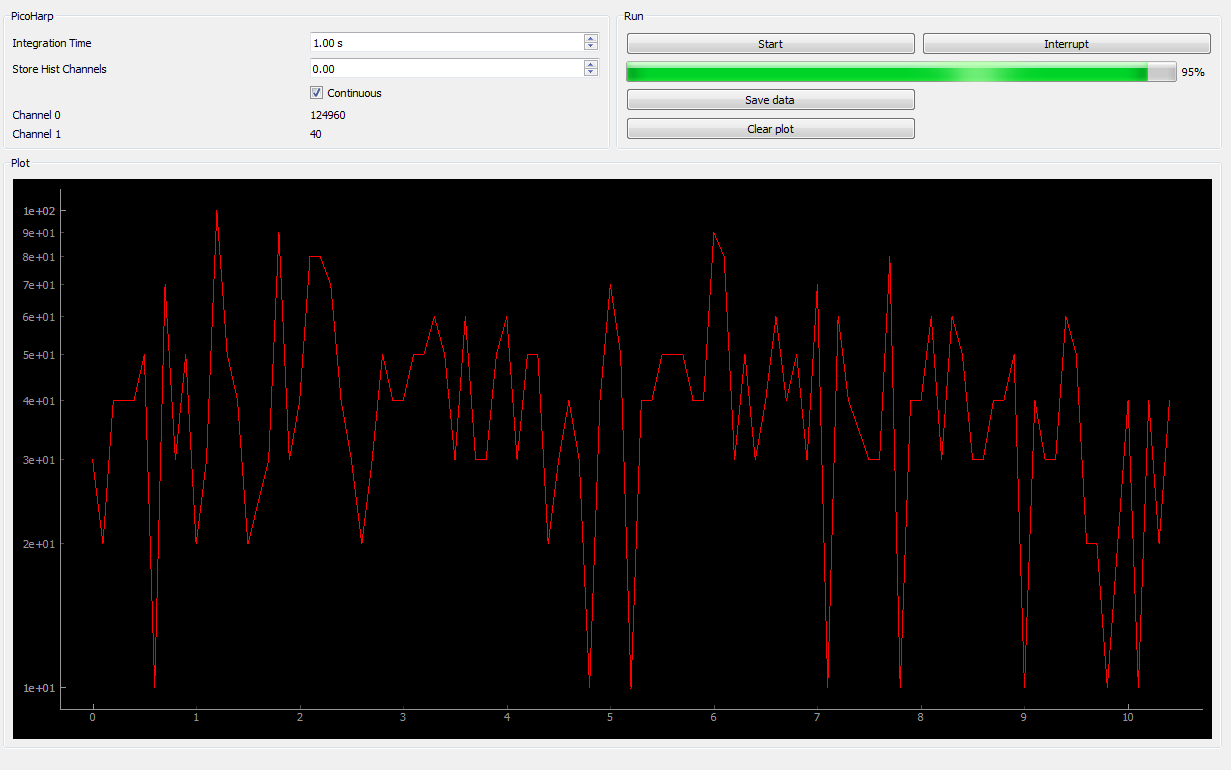 PicoHarp
Integration Time 1.00 s
Store Hist Channels 0.00
Continuous
Channel 0 124960
Channel 1 40
Run
Start Interrupt
95%
Save data
Clear plot
Plot
1e+02
9e+01
8e+01
7e+01
6e+01
5e+01
4e+01
3e+01
2e+01
1e+01
0 1 2 3 4 5 6 7 8 9 10